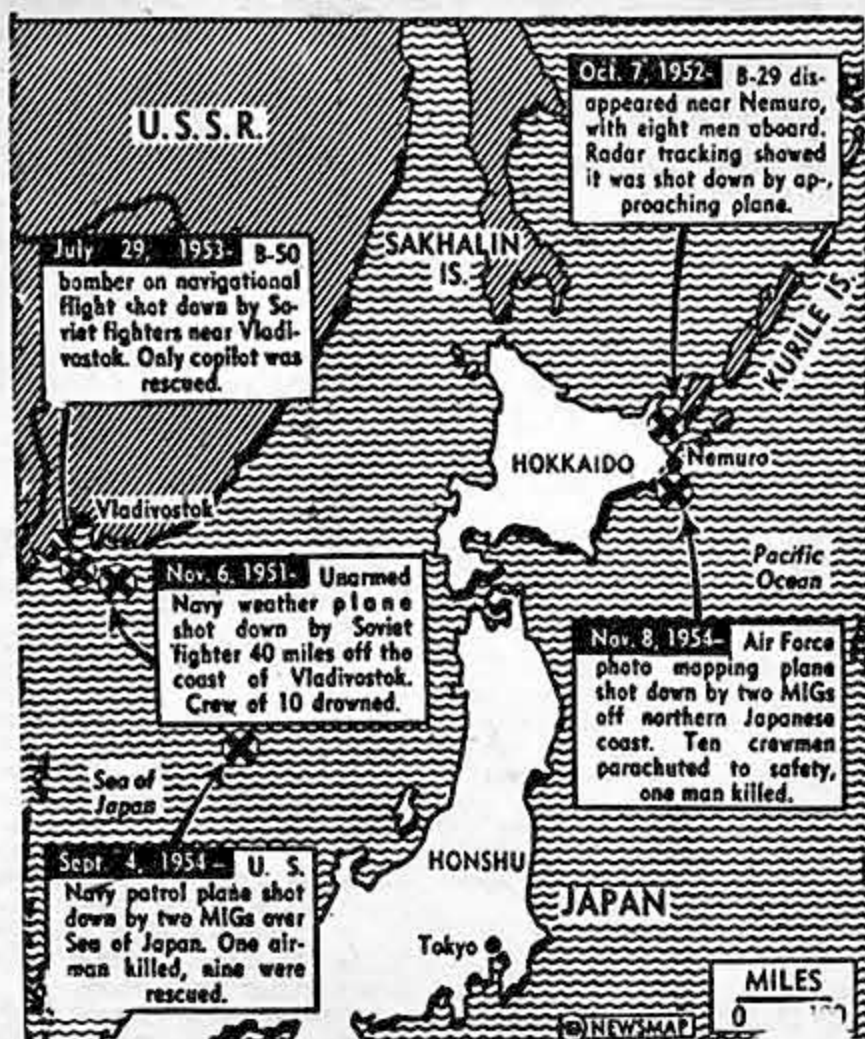 U.S.S.R.
Oct. 7, 1952- B-29 dis-
appeared near Nemuro,
with eight men aboard.
Radar tracking showed
it was shot down by ap-,
proaching plane.
July 29, 1953- B-50
bomber on navigational
flight shot down by So-
viet fighters near Vladi-
vostok. Only copilot was
rescued.
SAKHALIN
IS.
KURILE IS.
HOKKAIDO
Nemuro
Vladivostok
Pacific
Ocean
Nov. 6, 1951- Unarmed
Navy weather plane
shot down by Soviet
fighter 40 miles off the
coast of Vladivostok.
Crew of 10 drowned.
Nov. 8, 1954- Air Force
photo mapping plane
shot down by two MIGs
off northern Japanese
coast. Ten crewmen
parachuted to safety,
one man killed.
Sea of
Japan
Sept. 4, 1954- U. S.
Navy patrol plane shot
down by two MIGs over
Sea of Japan. One air-
man killed, nine were
rescued.
HONSHU
JAPAN
Tokyo
MILES
0 100
NEWSMAP